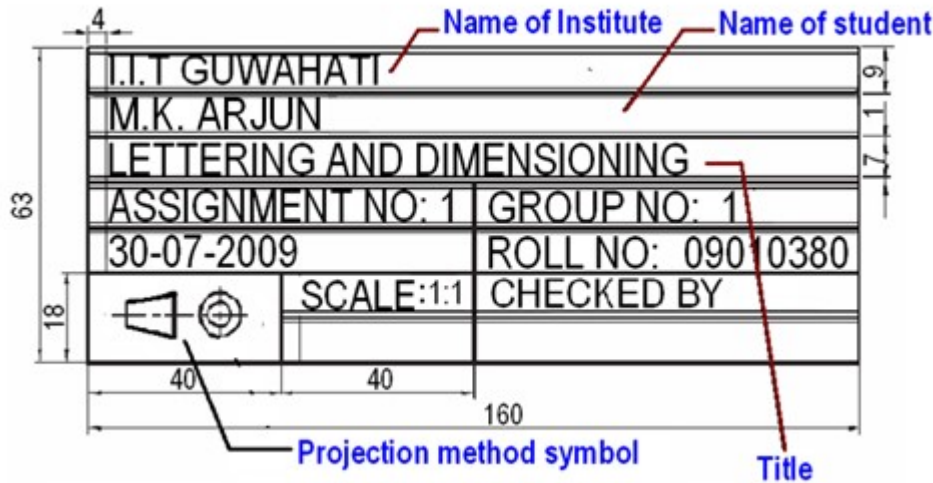 4 Name of Institute Name of student
I.I.T GUWAHATI 9
M.K. ARJUN 1
LETTERING AND DIMENSIONING 7
63
ASSIGNMENT NO: 1 GROUP NO: 1
30-07-2009 ROLL NO: 09010380
18 SCALE:1:1 CHECKED BY
40 40
160
Projection method symbol
Title